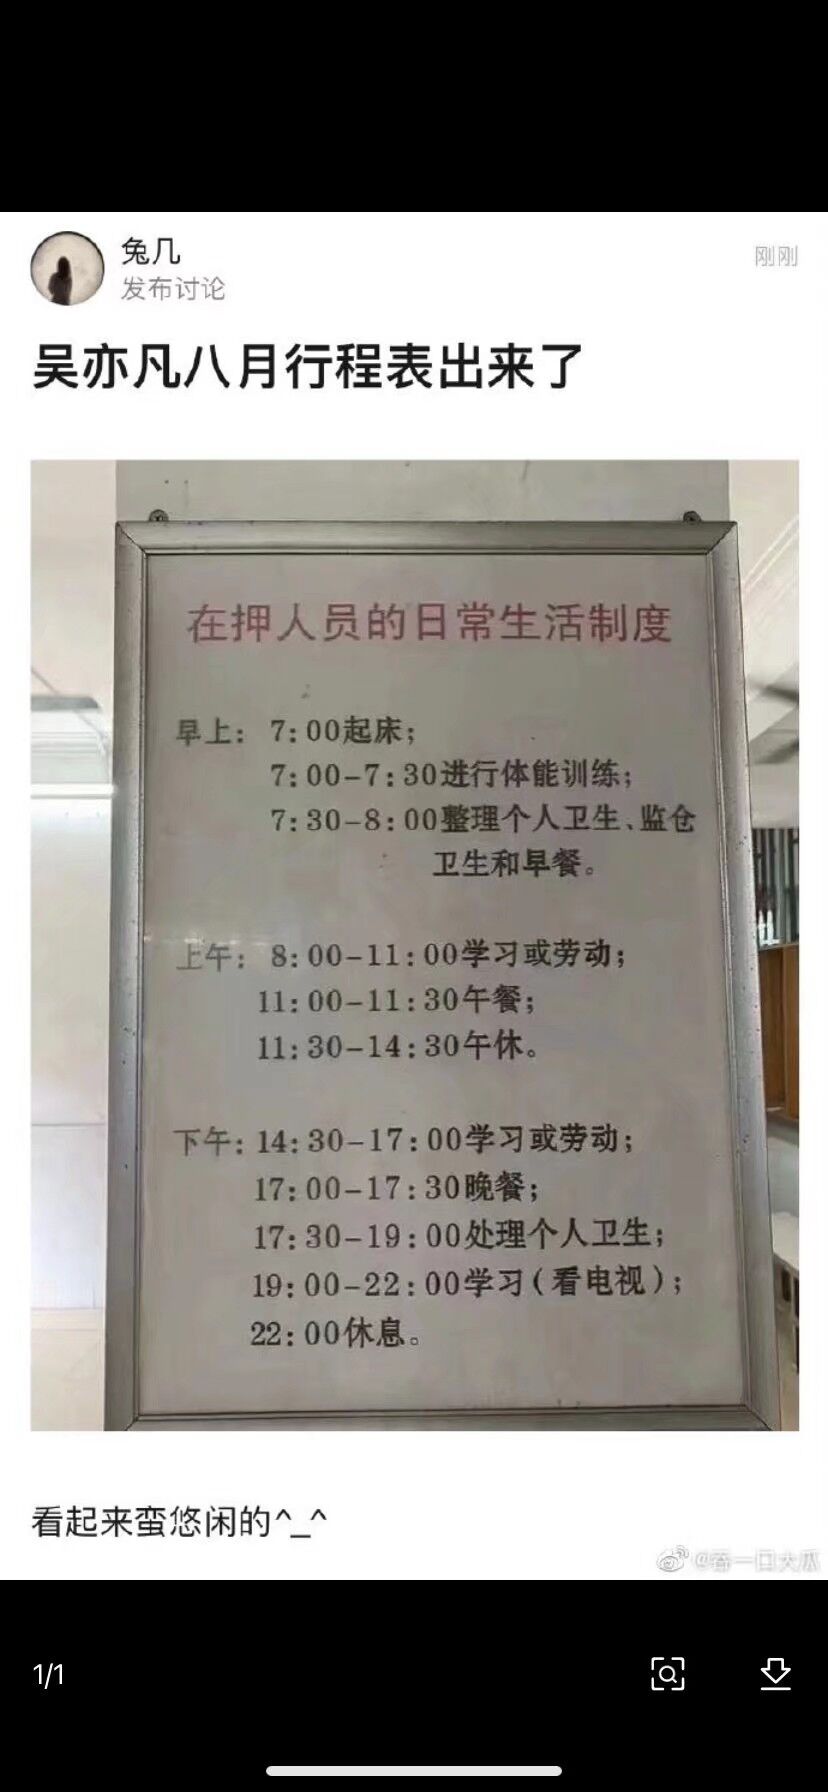 兔几
刚刚
发布讨论
吴亦凡八月行程表出来了
在押人员的日常生活制度
早上：7：00起床；
7：00-7：30进行体能训练；
7：30-8：00整理个人卫生、监仓
卫生和早餐。
上午：8：00-11：00学习或劳动；
11：00-11：30午餐；
11：30-14：30午休。
下午：14：30-17：00学习或劳动；
17：00-17：30晚餐；
17：30-19：00处理个人卫生；
19：00-22：00学习（看电视）；
22：00休息。
看起来蛮悠闲的^_^
@吞一口大瓜
1/1